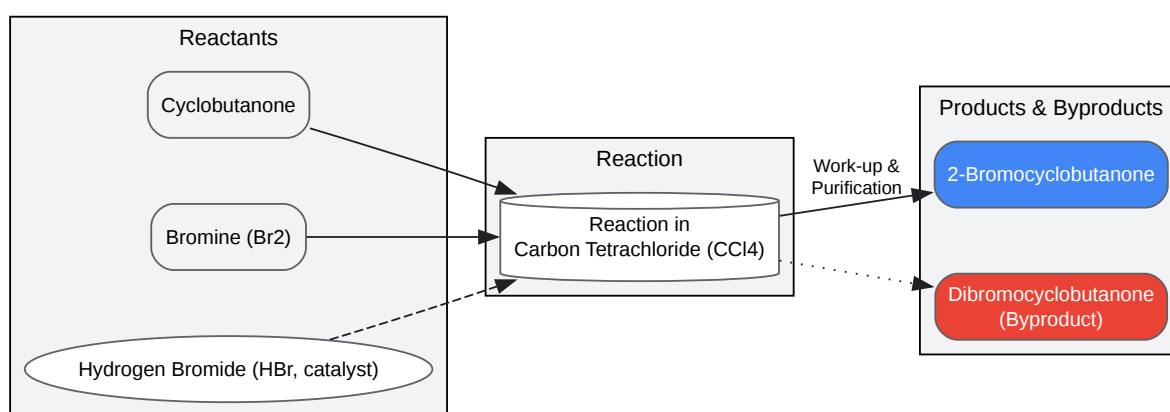 Reactants
Cyclobutanone
Bromine (Br2)
Hydrogen Bromide (HBr, catalyst)
Reaction
Reaction in
Carbon Tetrachloride (CCl4)
Work-up &
Purification
Products & Byproducts
2-Bromocyclobutanone
Dibromocyclobutanone
(Byproduct)